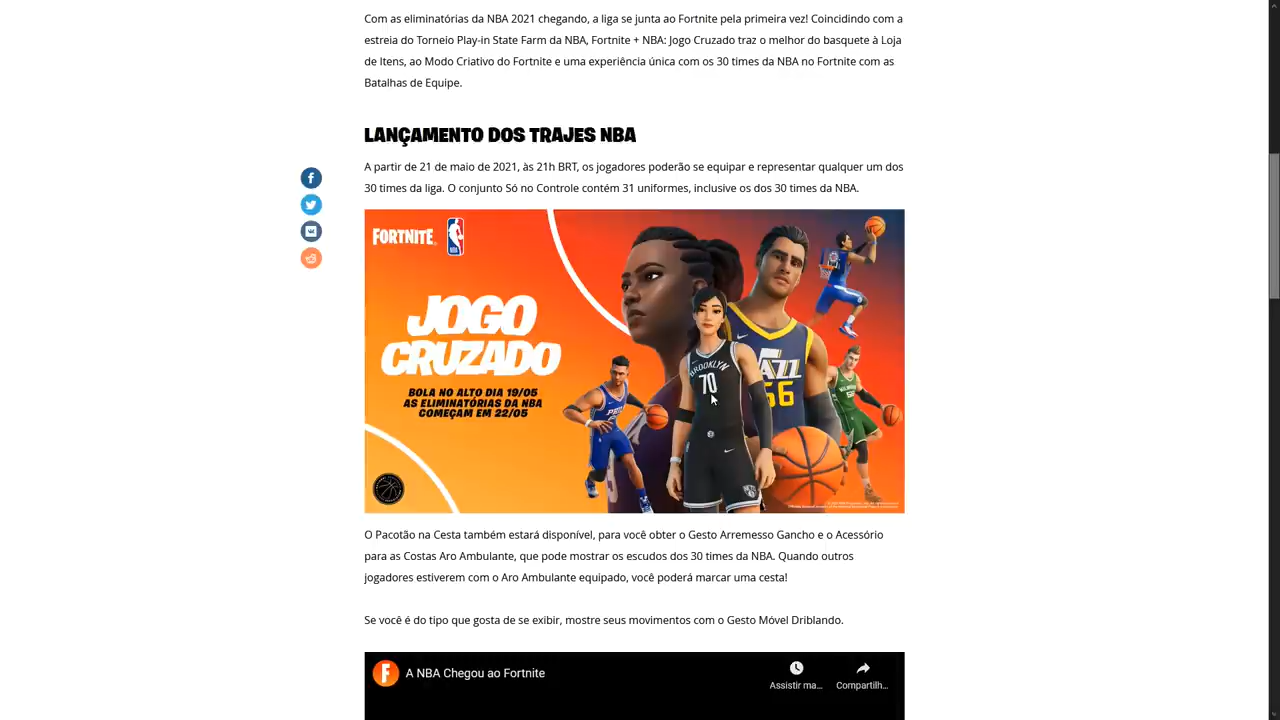 Com as eliminatórias da NBA 2021 chegando, a liga se junta ao Fortnite pela primeira vez! Coincidindo com a
estreia do Torneio Play-in State Farm da NBA, Fortnite + NBA: Jogo Cruzado traz o melhor do basquete à Loja
de Itens, ao Modo Criativo do Fortnite e uma experiência única com os 30 times da NBA no Fortnite com as
Batalhas de Equipe.
LANÇAMENTO DOS TRAJES NBA
A partir de 21 de maio de 2021, às 21h BRT, os jogadores poderão se equipar e representar qualquer um dos
30 times da liga. O conjunto Só no Controle contém 31 uniformes, inclusive os dos 30 times da NBA.
FORTNITE
NBA
JOGO
CRUZADO
BOLA NO ALTO DIA 19/05
AS ELIMINATÓRIAS DA NBA
COMEÇAM EM 22/05
BROOKLYN
70
JAZZ
56
O Pacotão na Cesta também estará disponível, para você obter o Gesto Arremesso Gancho e o Acessório
para as Costas Aro Ambulante, que pode mostrar os escudos dos 30 times da NBA. Quando outros
jogadores estiverem com o Aro Ambulante equipado, você poderá marcar uma cesta!
Se você é do tipo que gosta de se exibir, mostre seus movimentos com o Gesto Móvel Driblando.
A NBA Chegou ao Fortnite
Assistir ma...
Compartilh...